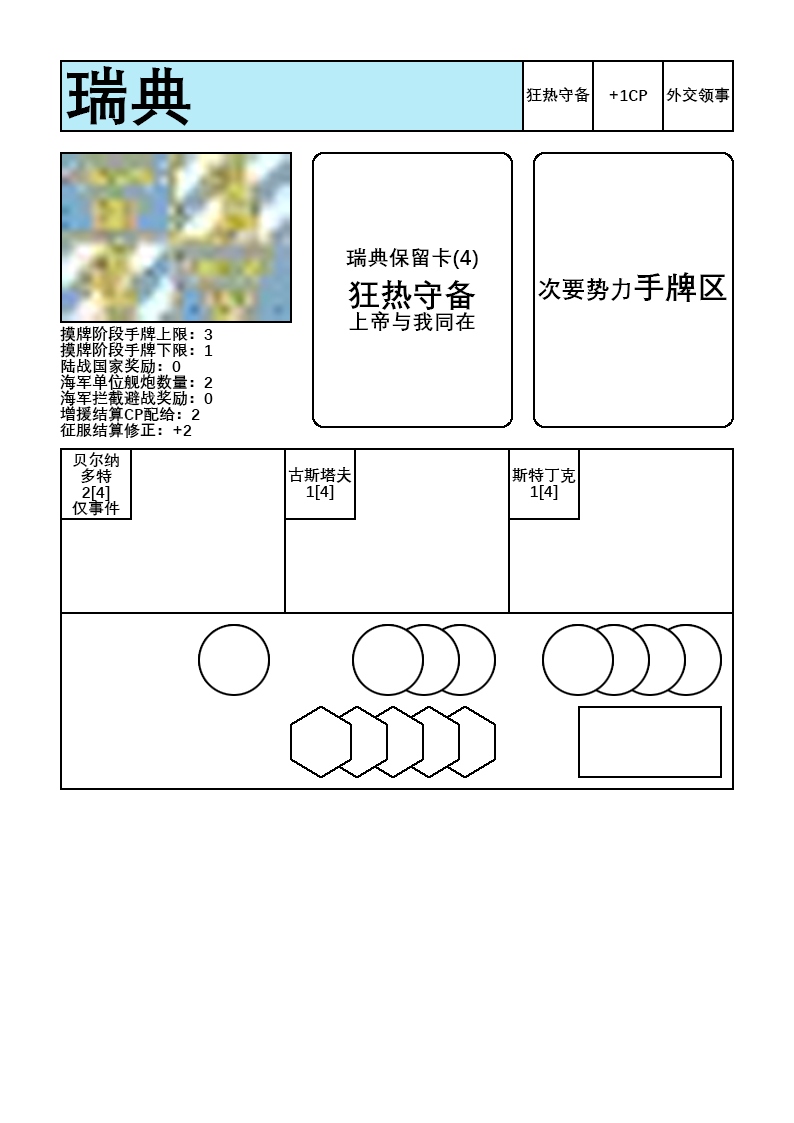 瑞典
狂热守备
+1CP
外交领事
瑞典保留卡(4)
狂热守备
上帝与我同在
次要势力手牌区
摸牌阶段手牌上限：3
摸牌阶段手牌下限：1
陆战国家奖励：0
海军单位舰炮数量：2
海军拦截避战奖励：0
增援结算CP配给：2
征服结算修正：+2
贝尔纳
多特
2[4]
仅事件
古斯塔夫
1[4]
斯特丁克
1[4]